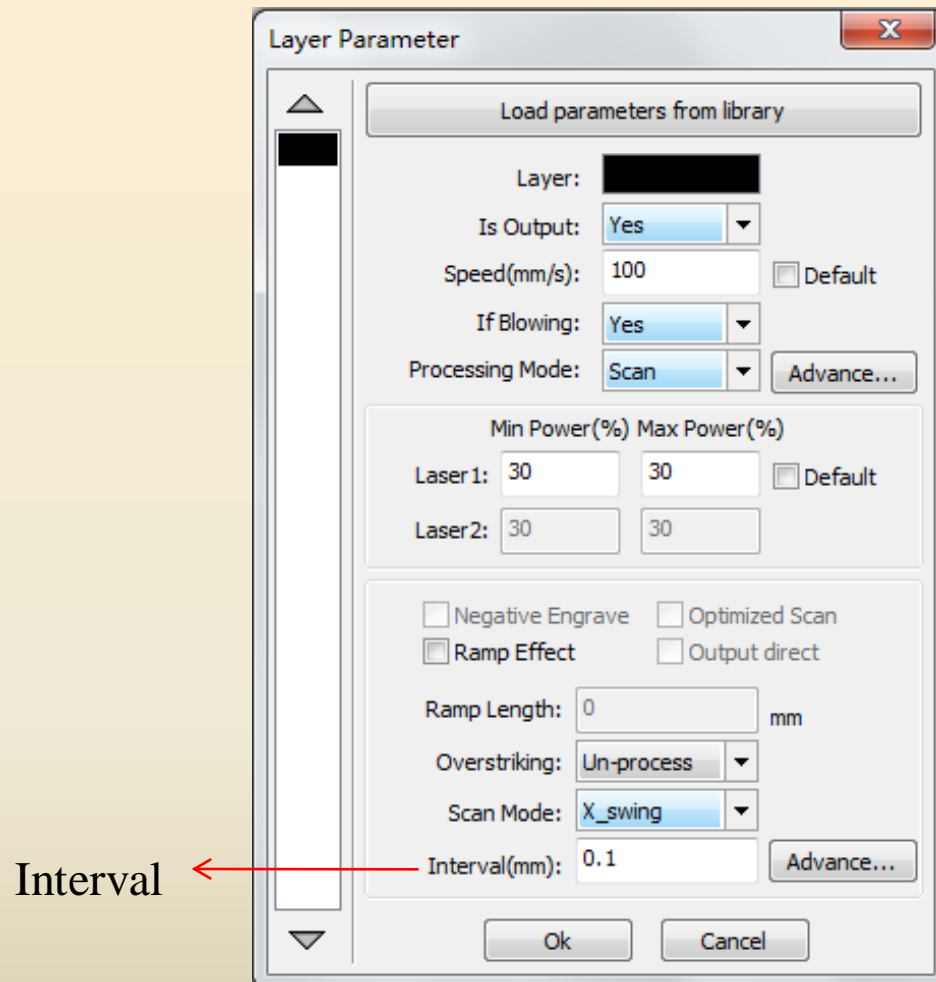 Layer Parameter
Load parameters from library
Layer:
Is Output: Yes
Speed(mm/s): 100 Default
If Blowing: Yes
Processing Mode: Scan Advance...
Min Power(%) Max Power(%)
Laser1: 30 30 Default
Laser2: 30 30
Negative Engrave Optimized Scan
Ramp Effect Output direct
Ramp Length: 0 mm
Overstriking: Un-process
Scan Mode: X_swing
Interval Interval(mm): 0.1 Advance...
Ok Cancel